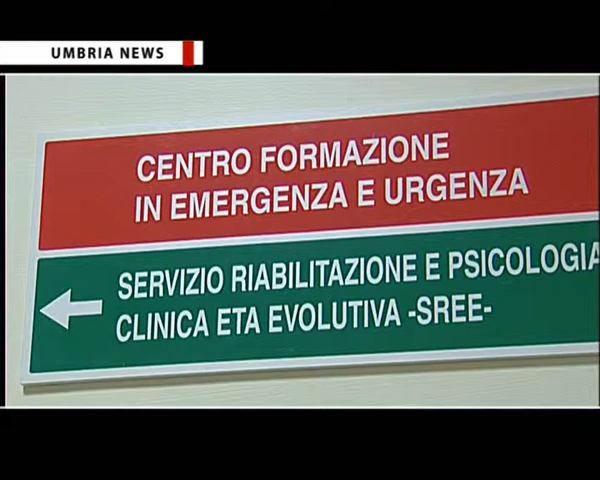 UMBRIA NEWS
CENTRO FORMAZIONE
IN EMERGENZA E URGENZA
SERVIZIO RIABILITAZIONE E PSICOLOGIA
CLINICA ETA EVOLUTIVA -SREE-